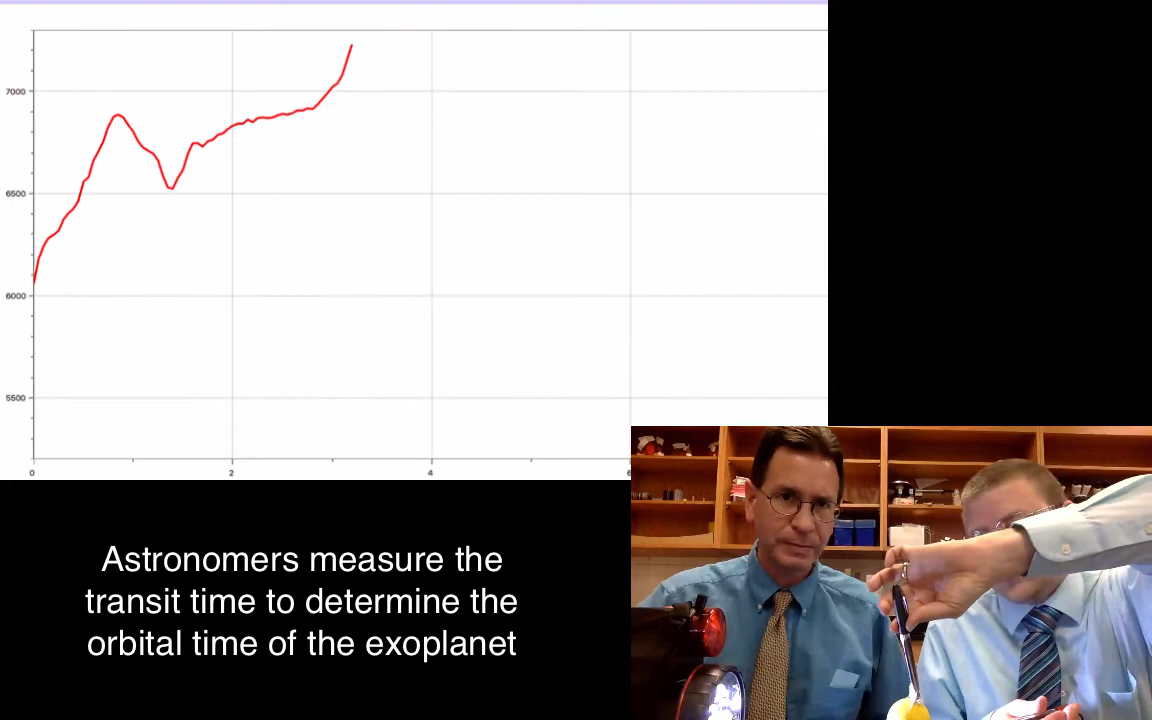 7000
6500
6000
5500
0
2
4
6
Astronomers measure the
transit time to determine the
orbital time of the exoplanet